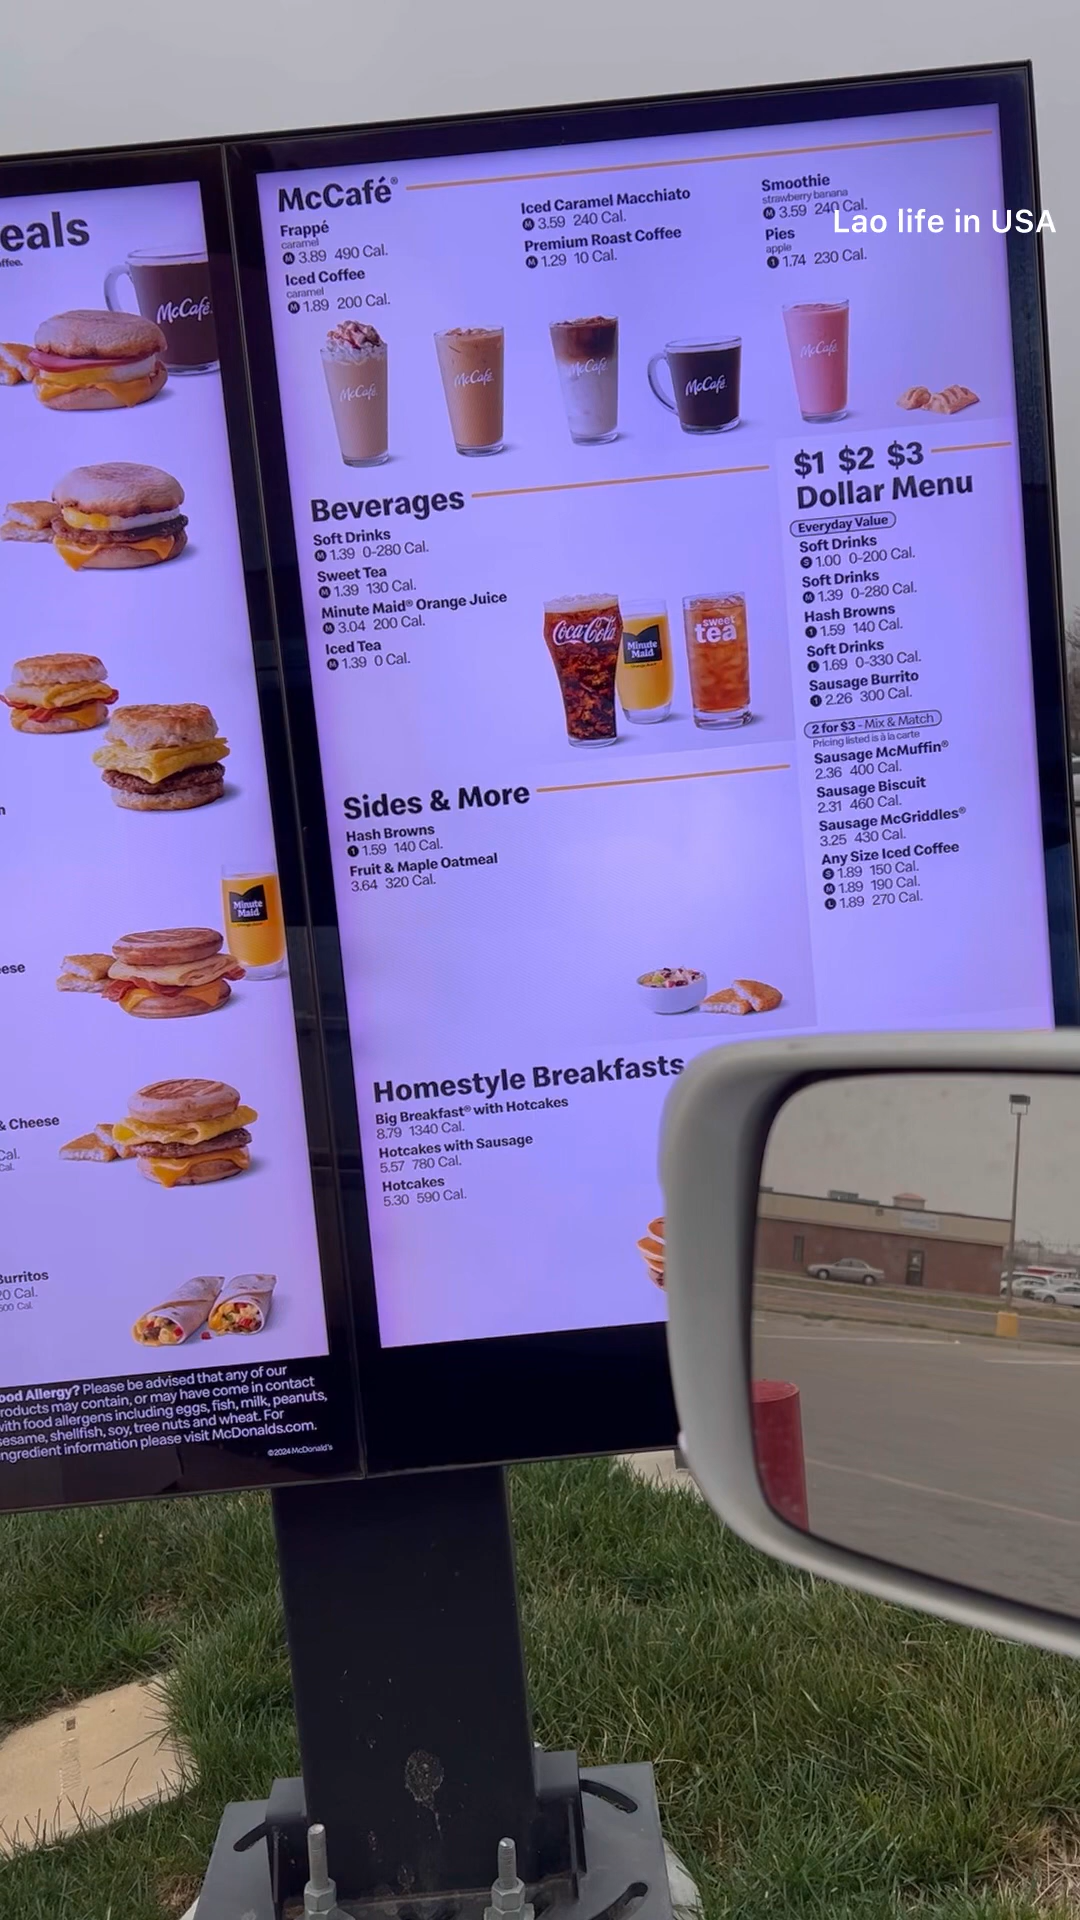 eals
ffee.
McCafé
McCafé®
Frappé
caramel
M 3.89 490 Cal.
Iced Coffee
caramel
M 1.89 200 Cal.
Iced Caramel Macchiato
M 3.59 240 Cal.
Premium Roast Coffee
M 1.29 10 Cal.
Smoothie
strawberry banana
M 3.59 240 Cal.
Pies
apple
1 1.74 230 Cal.
Lao life in USA
McCafé
McCafé
McCafé
McCafé
McCafé
Beverages
Soft Drinks
M 1.39 0-280 Cal.
Sweet Tea
M 1.39 130 Cal.
Minute Maid® Orange Juice
M 3.04 200 Cal.
Iced Tea
M 1.39 0 Cal.
Coca-Cola
Minute
Maid
sweet
tea
$1 $2 $3
Dollar Menu
Everyday Value
Soft Drinks
S 1.00 0-200 Cal.
Soft Drinks
M 1.39 0-280 Cal.
Hash Browns
1 1.59 140 Cal.
Soft Drinks
L 1.69 0-330 Cal.
Sausage Burrito
1 2.26 300 Cal.
2 for $3 - Mix & Match
Pricing listed is à la carte
Sausage McMuffin®
2.36 400 Cal.
Sausage Biscuit
2.31 460 Cal.
Sausage McGriddles®
3.25 430 Cal.
Any Size Iced Coffee
S 1.89 150 Cal.
M 1.89 190 Cal.
L 1.89 270 Cal.
Sides & More
Hash Browns
1 1.59 140 Cal.
Fruit & Maple Oatmeal
3.64 320 Cal.
Minute
Maid
ese
Homestyle Breakfasts
Big Breakfast® with Hotcakes
8.79 1340 Cal.
Hotcakes with Sausage
5.57 780 Cal.
Hotcakes
5.30 590 Cal.
& Cheese
Cal.
Cal.
Burritos
20 Cal.
600 Cal.
ood Allergy? Please be advised that any of our
roducts may contain, or may have come in contact
with food allergens including eggs, fish, milk, peanuts,
sesame, shellfish, soy, tree nuts and wheat. For
ngredient information please visit McDonalds.com.
©2024 McDonald's